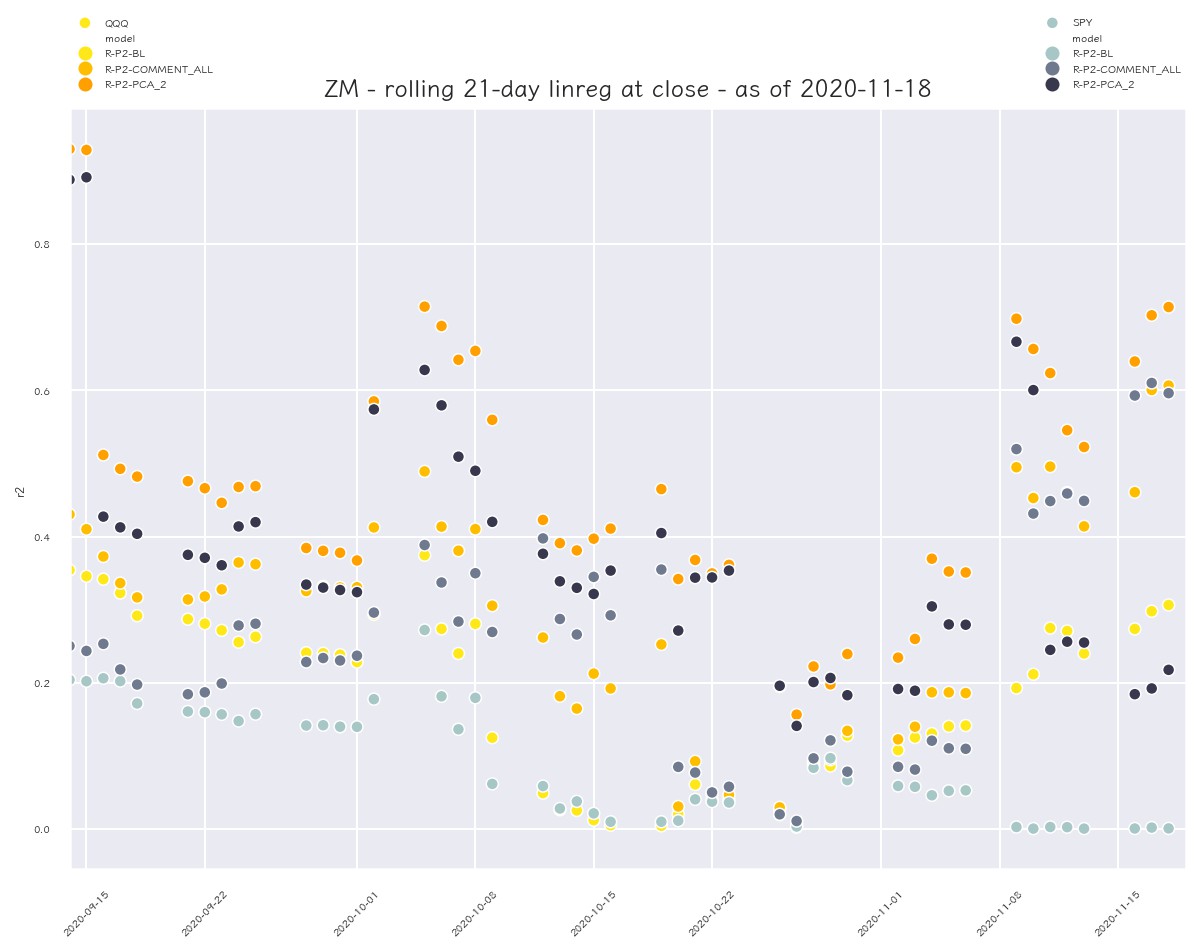 QQQ
model
R-P2-BL
R-P2-COMMENT_ALL
R-P2-PCA_2
SPY
model
R-P2-BL
R-P2-COMMENT_ALL
R-P2-PCA_2
ZM - rolling 21-day linreg at close - as of 2020-11-18
0.8
0.6
r2
0.4
0.2
0.0
2020-09-15
2020-09-22
2020-10-01
2020-10-08
2020-10-15
2020-10-22
2020-11-01
2020-11-08
2020-11-15